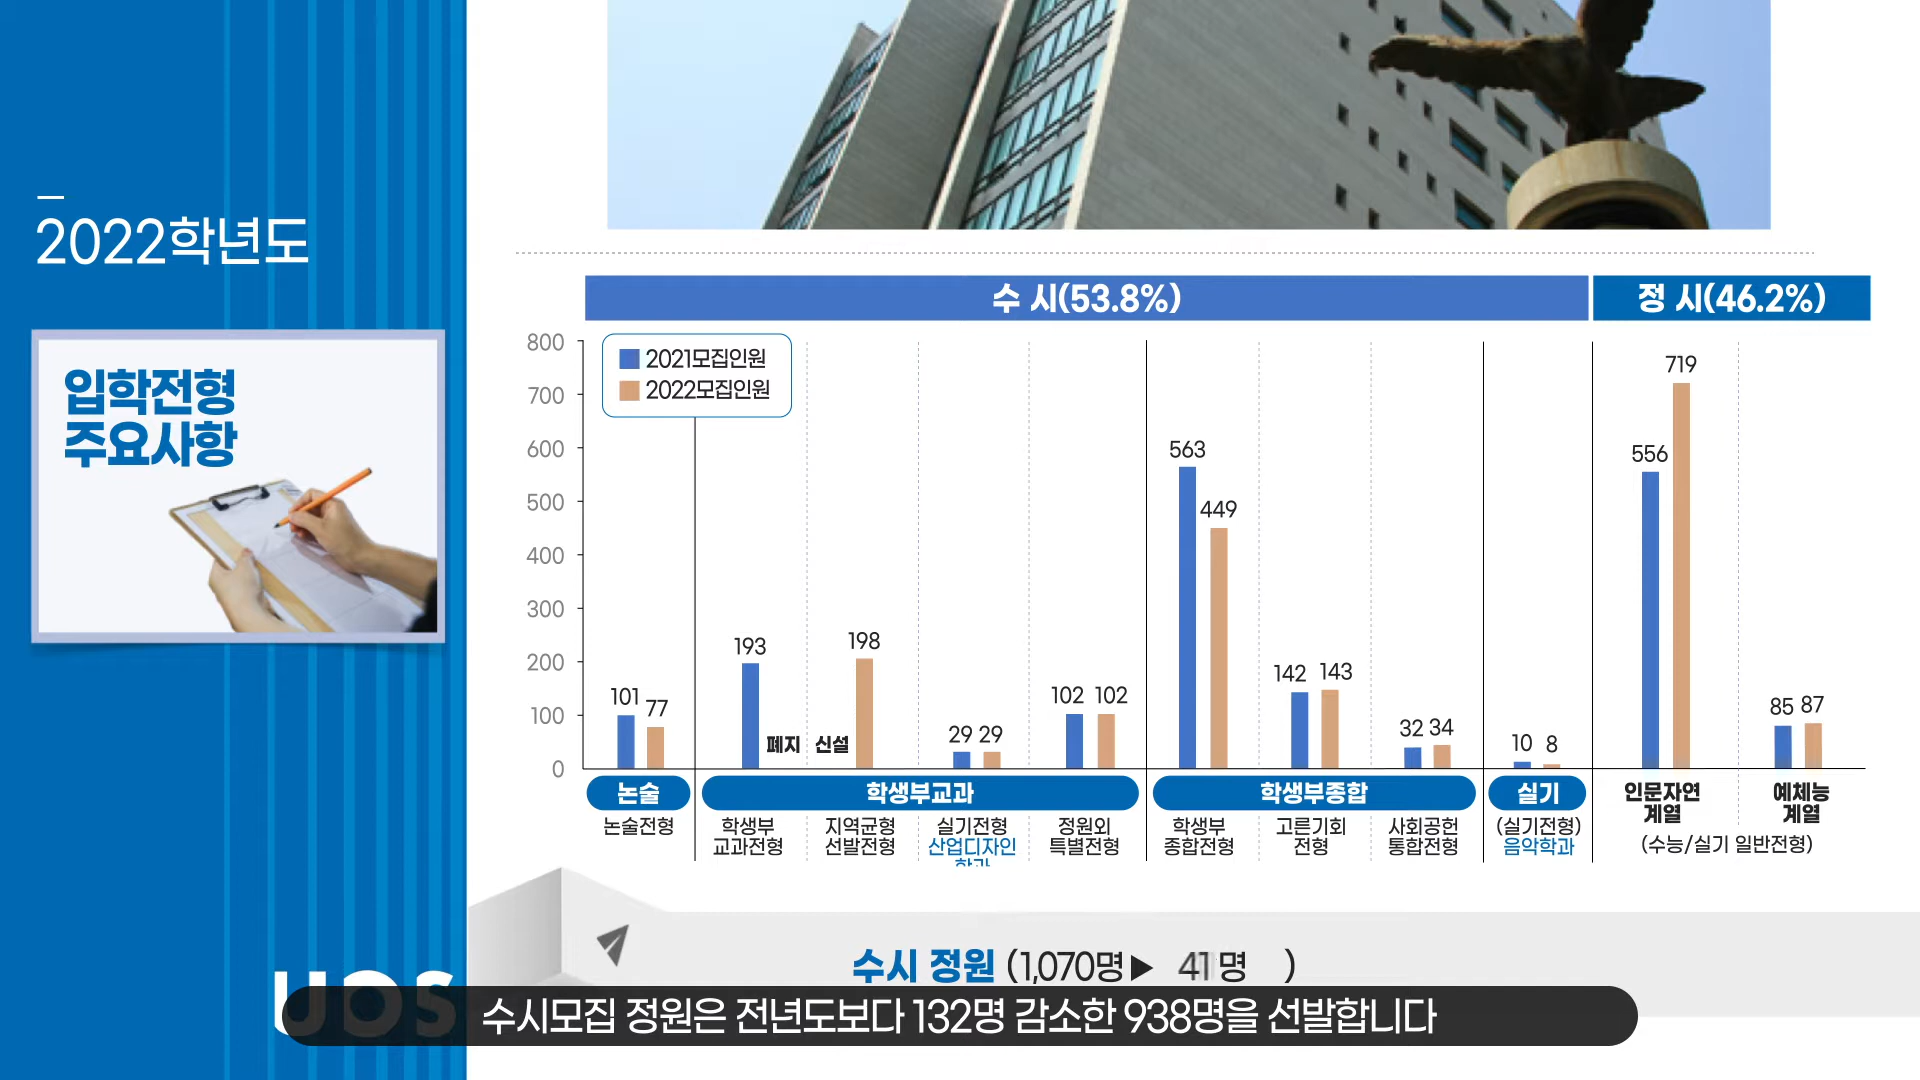 2022학년도
입학전형
주요사항
수 시(53.8%)
정 시(46.2%)
2021모집인원
2022모집인원
800
700
600
500
400
300
200
100
0
101
77
193
폐지
신설
198
29
29
102
102
563
449
142
143
32
34
10
8
556
719
85
87
논술
학생부교과
학생부종합
실기
논술전형
학생부
교과전형
지역균형
선발전형
실기전형
산업디자인
학과
정원외
특별전형
학생부
종합전형
고른기회
전형
사회공헌
통합전형
(실기전형)
음악학과
인문자연
계열
예체능
계열
(수능/실기 일반전형)
수시 정원 (1,070명▶ 명 )
UOS
수시모집 정원은 전년도보다 132명 감소한 938명을 선발합니다